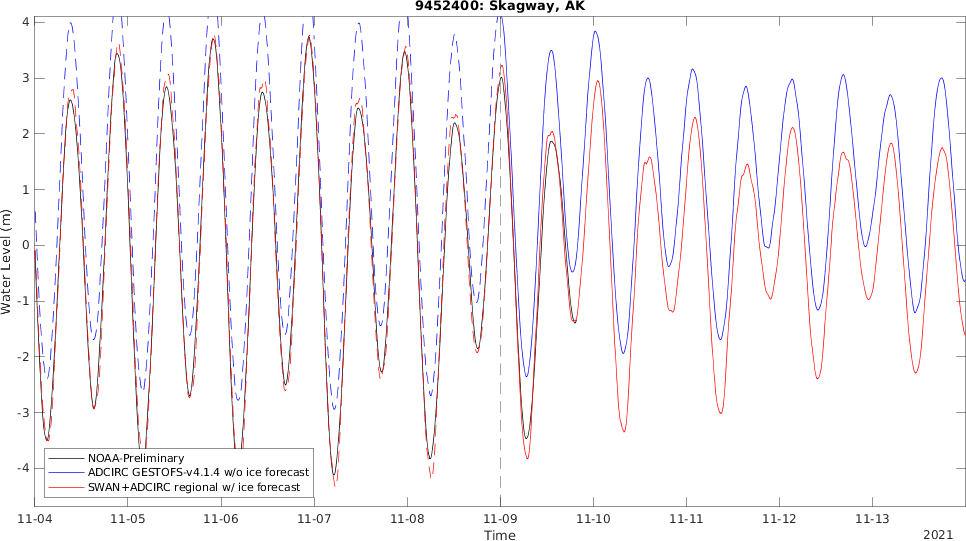 9452400: Skagway, AK
Water Level (m)
4
3
2
1
0
-1
-2
-3
-4
NOAA-Preliminary
ADCIRC GESTOFS-v4.1.4 w/o ice forecast
SWAN+ADCIRC regional w/ ice forecast
11-04 11-05 11-06 11-07 11-08 11-09 11-10 11-11 11-12 11-13
Time
2021